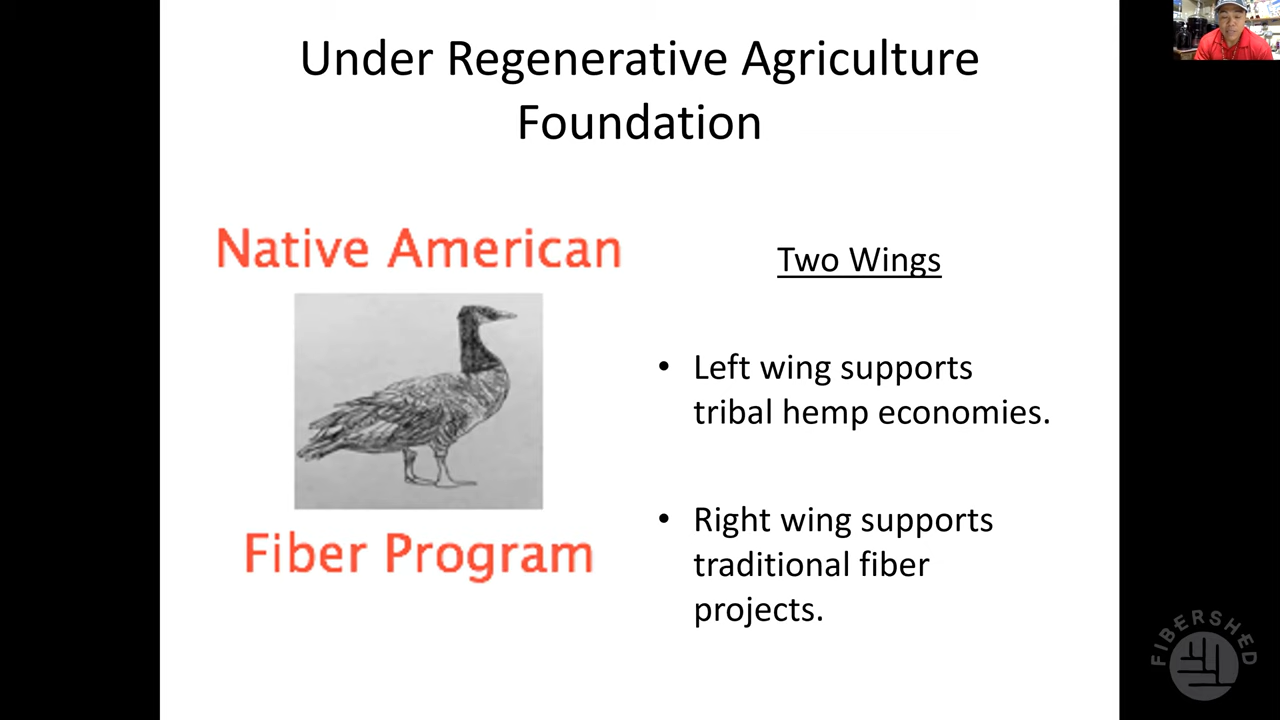 Under Regenerative Agriculture
Foundation
Native American
Fiber Program
Two Wings
• Left wing supports
tribal hemp economies.
• Right wing supports
traditional fiber
projects.
FIBERSHED